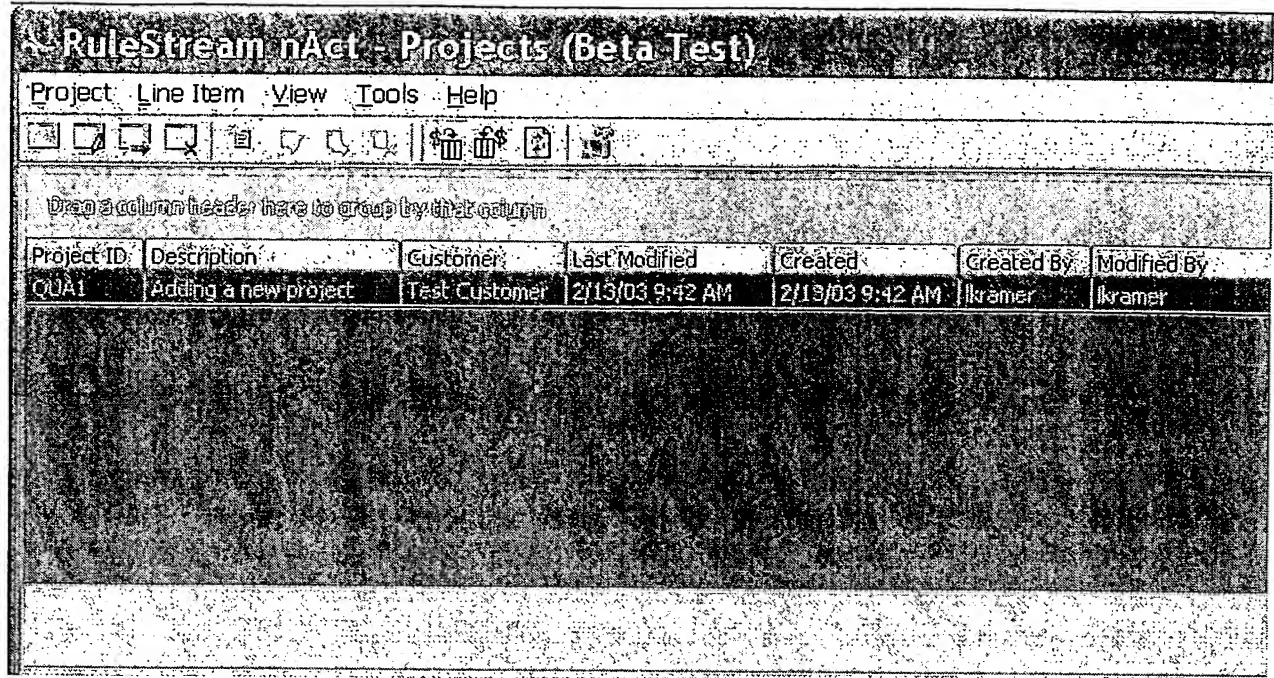 RuleStream nAct - Projects (Beta Test)
Project Line Item View Tools Help
Drag a column header here to group by that column
Project ID Description Customer Last Modified Created Created By Modified By
QUA1 Adding a new project Test Customer 2/13/03 9:42 AM 2/13/03 9:42 AM lkramer lkramer